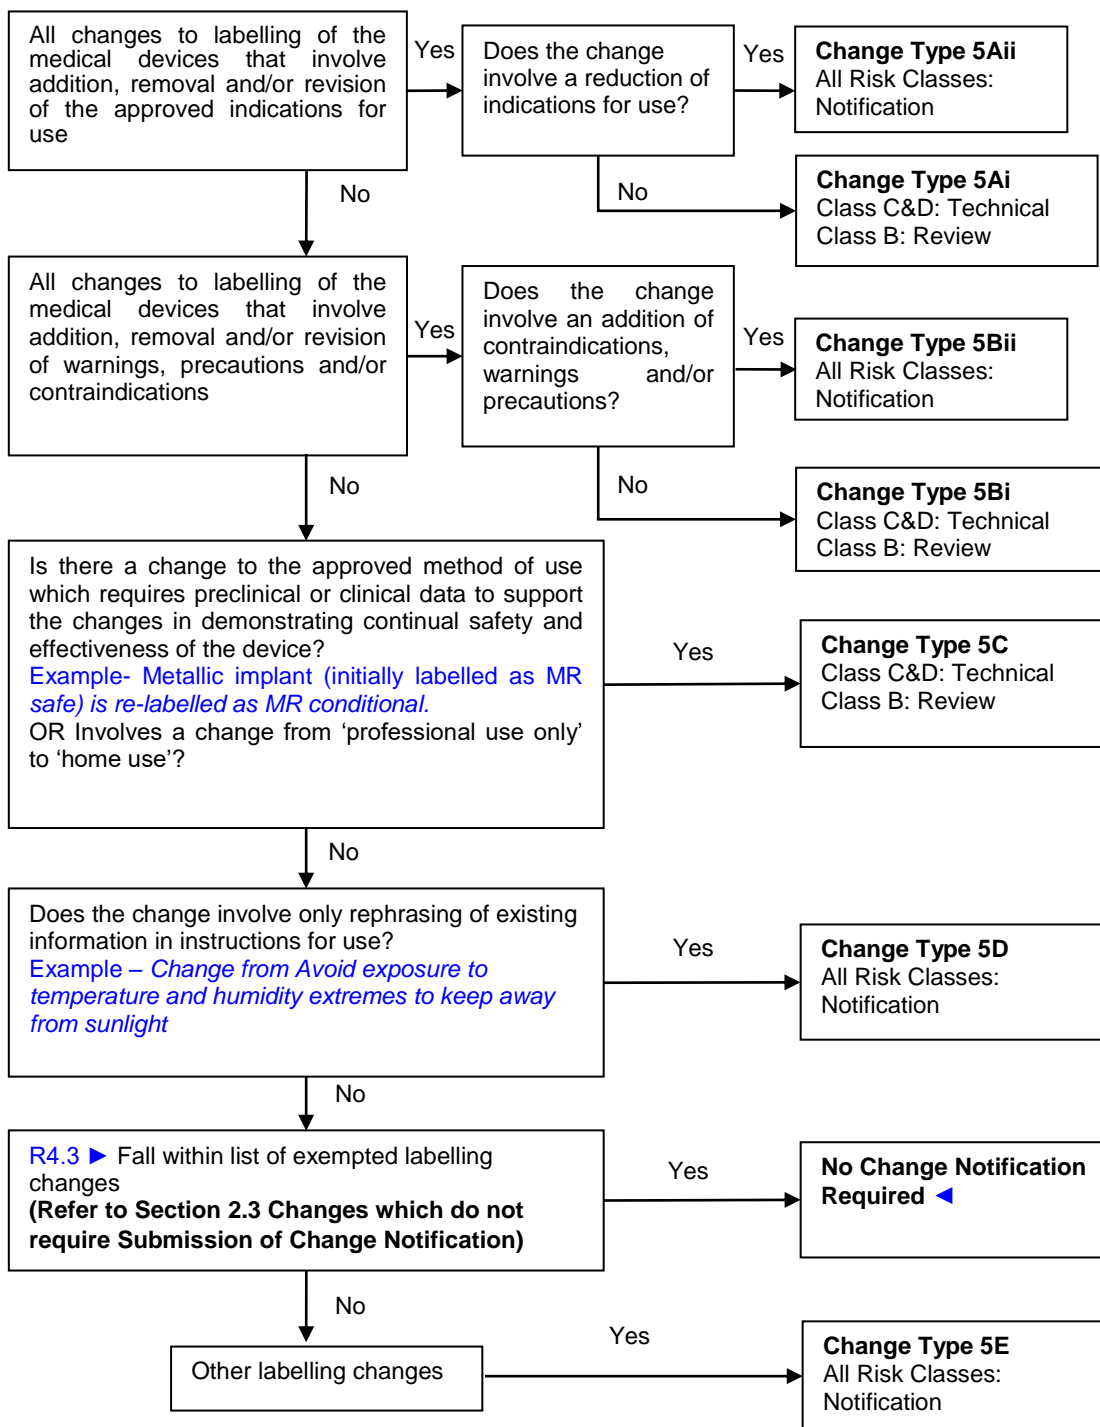 All changes to labelling of the
medical devices that involve
addition, removal and/or revision
of the approved indications for
use
Yes
Does the change
involve a reduction of
indications for use?
Yes
Change Type 5Aii
All Risk Classes:
Notification
No
No
Change Type 5Ai
Class C&D: Technical
Class B: Review
All changes to labelling of the
medical devices that involve
addition, removal and/or revision
of warnings, precautions and/or
contraindications
Yes
Does the change
involve an addition of
contraindications,
warnings and/or
precautions?
Yes
Change Type 5Bii
All Risk Classes:
Notification
No
No
Change Type 5Bi
Class C&D: Technical
Class B: Review
Is there a change to the approved method of use
which requires preclinical or clinical data to support
the changes in demonstrating continual safety and
effectiveness of the device?
Example- Metallic implant (initially labelled as MR
safe) is re-labelled as MR conditional.
OR Involves a change from ‘professional use only’
to ‘home use’?
Yes
Change Type 5C
Class C&D: Technical
Class B: Review
No
Does the change involve only rephrasing of existing
information in instructions for use?
Example – Change from Avoid exposure to
temperature and humidity extremes to keep away
from sunlight
Yes
Change Type 5D
All Risk Classes:
Notification
No
R4.3 ► Fall within list of exempted labelling
changes
(Refer to Section 2.3 Changes which do not
require Submission of Change Notification)
Yes
No Change Notification
Required ◄
No
Other labelling changes
Yes
Change Type 5E
All Risk Classes:
Notification